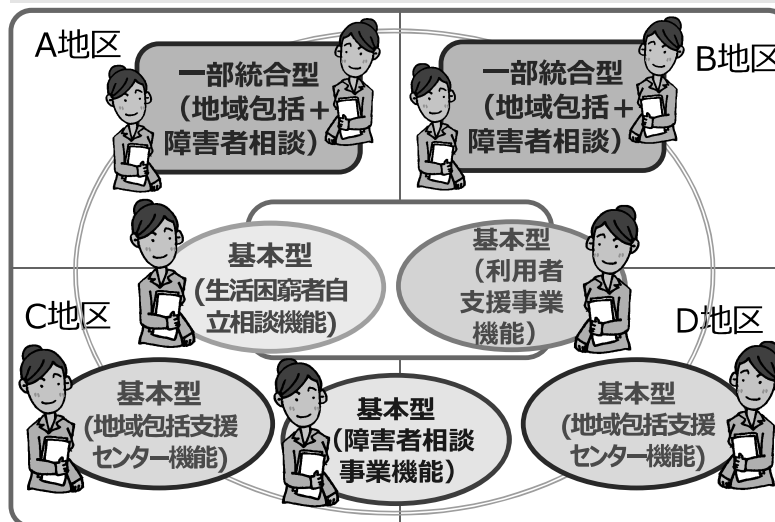 A地区
一部統合型
（地域包括＋
障害者相談）
一部統合型
（地域包括＋
障害者相談）
B地区
基本型
(生活困窮者自
立相談機能)
基本型
（利用者
支援事業
機能）
C地区
D地区
基本型
(地域包括支援
センター機能)
基本型
（障害者相談
事業機能）
基本型
(地域包括支援
センター機能)